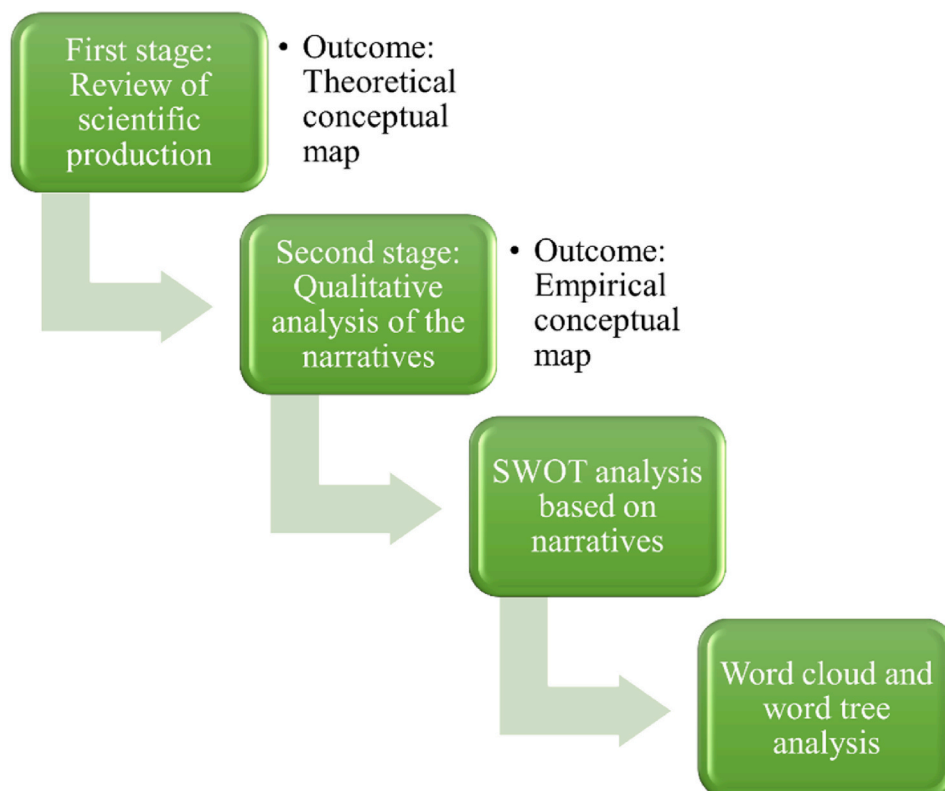 First stage:
Review of
scientific
production
• Outcome:
Theoretical
conceptual
map
Second stage:
Qualitative
analysis of the
narratives
• Outcome:
Empirical
conceptual
map
SWOT analysis
based on
narratives
Word cloud and
word tree
analysis